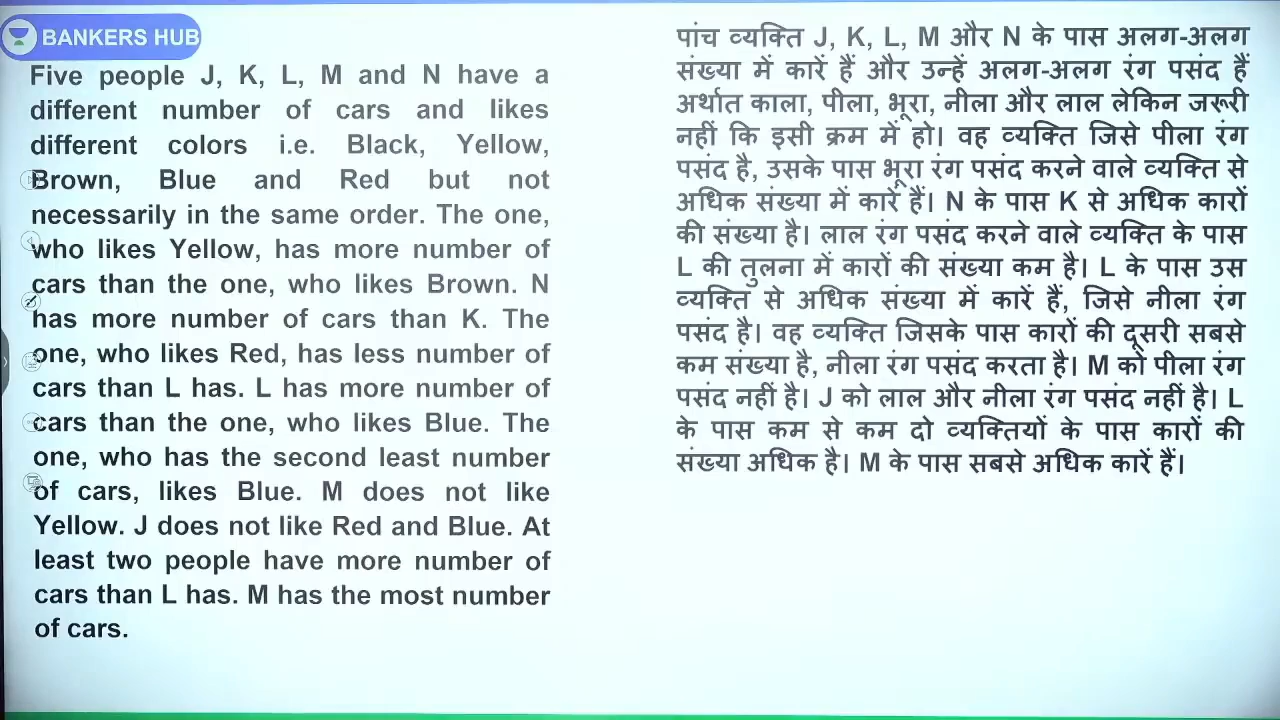 BANKERS HUB
Five people J, K, L, M and N have a
different number of cars and likes
different colors i.e. Black, Yellow,
Brown, Blue and Red but not
necessarily in the same order. The one,
who likes Yellow, has more number of
cars than the one, who likes Brown. N
has more number of cars than K. The
one, who likes Red, has less number of
cars than L has. L has more number of
cars than the one, who likes Blue. The
one, who has the second least number
of cars, likes Blue. M does not like
Yellow. J does not like Red and Blue. At
least two people have more number of
cars than L has. M has the most number
of cars.
पांच व्यक्ति J, K, L, M और N के पास अलग-अलग
संख्या में कारें हैं और उन्हें अलग-अलग रंग पसंद हैं
अर्थात काला, पीला, भूरा, नीला और लाल लेकिन जरूरी
नहीं कि इसी क्रम में हो। वह व्यक्ति जिसे पीला रंग
पसंद है, उसके पास भूरा रंग पसंद करने वाले व्यक्ति से
अधिक संख्या में कारें हैं। N के पास K से अधिक कारों
की संख्या है। लाल रंग पसंद करने वाले व्यक्ति के पास
L की तुलना में कारों की संख्या कम है। L के पास उस
व्यक्ति से अधिक संख्या में कारें हैं, जिसे नीला रंग
पसंद है। वह व्यक्ति जिसके पास कारों की दूसरी सबसे
कम संख्या है, नीला रंग पसंद करता है। M को पीला रंग
पसंद नहीं है। J को लाल और नीला रंग पसंद नहीं है। L
के पास कम से कम दो व्यक्तियों के पास कारों की
संख्या अधिक है। M के पास सबसे अधिक कारें हैं।